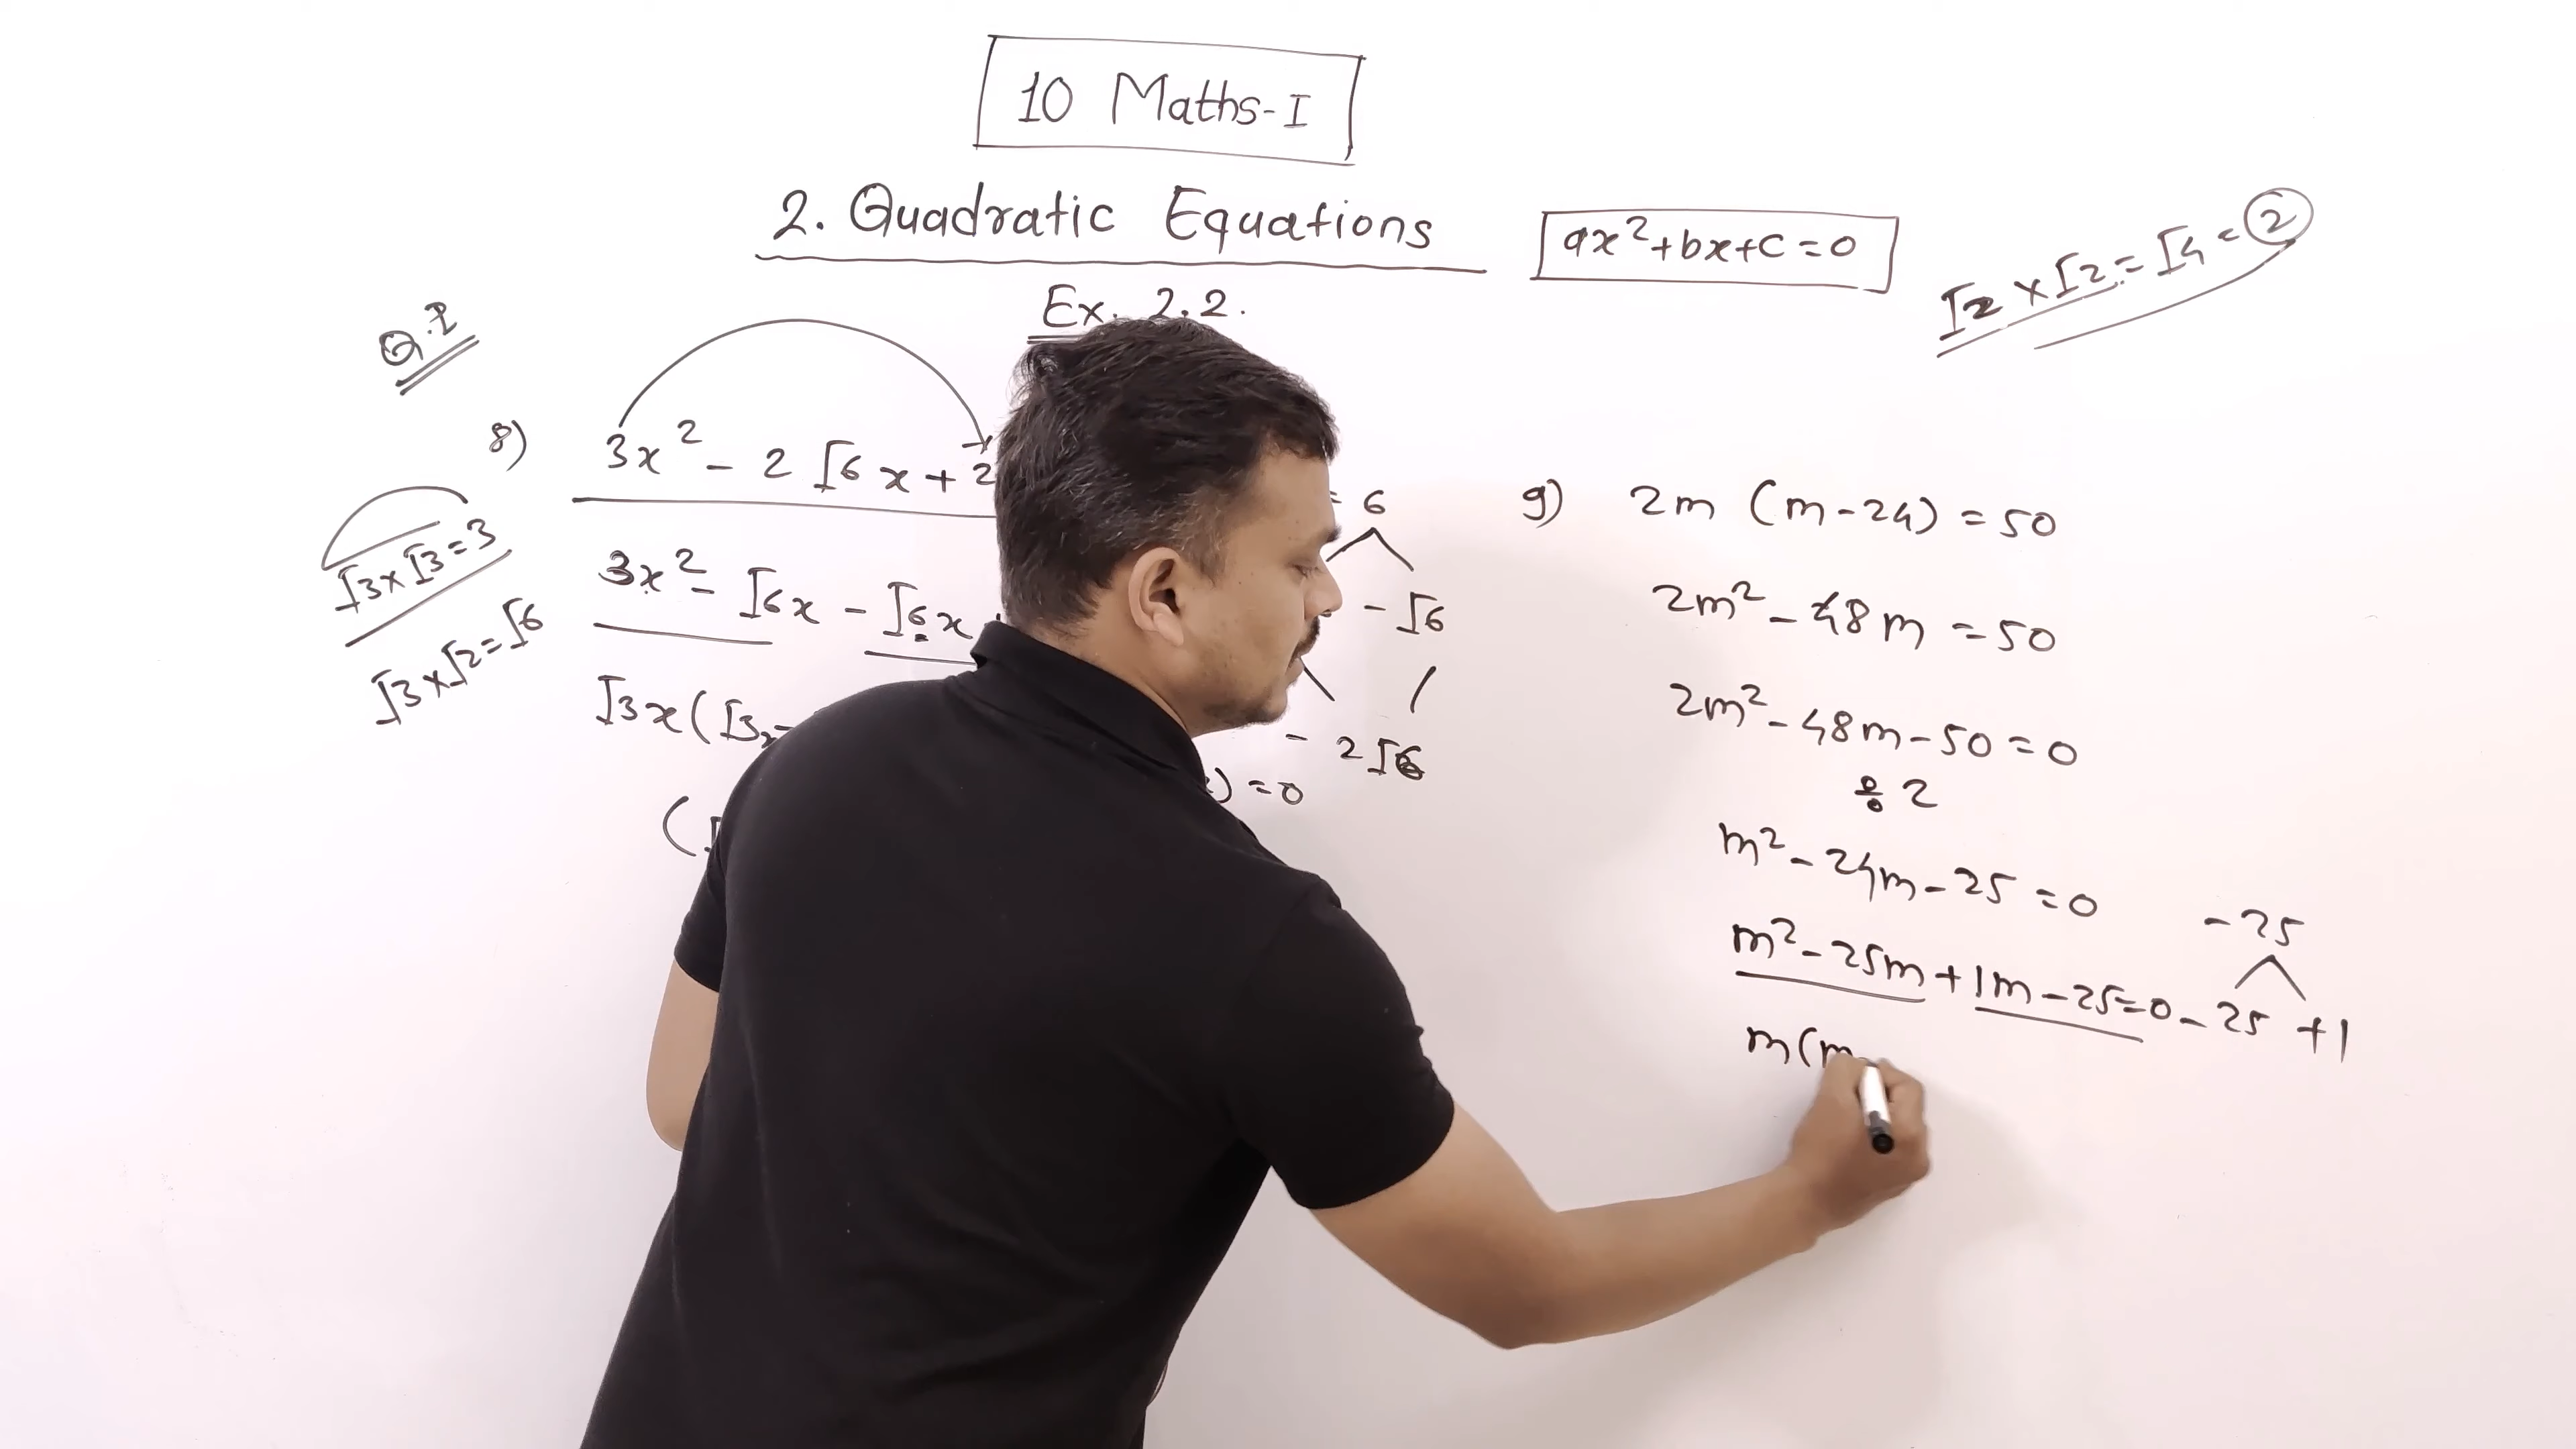 10 Maths-I
2. Quadratic Equations
ax²+bx+c=0
√2 x √2 = √4 = 2
Ex. 2.2.
Q.1
8)
3x² - 2√6x + 2
= 6
3x² - √6x - √6x
- √6
√3 x √3 = 3
√3 x √2 = √6
√3x(√3x-
- 2√6
) = 0
(√
9) 2m (m-24) = 50
2m² - 48m = 50
2m² - 48m - 50 = 0
÷ 2
m² - 24m - 25 = 0
- 25
m² - 25m + 1m - 25 = 0
- 25 +1
m(m